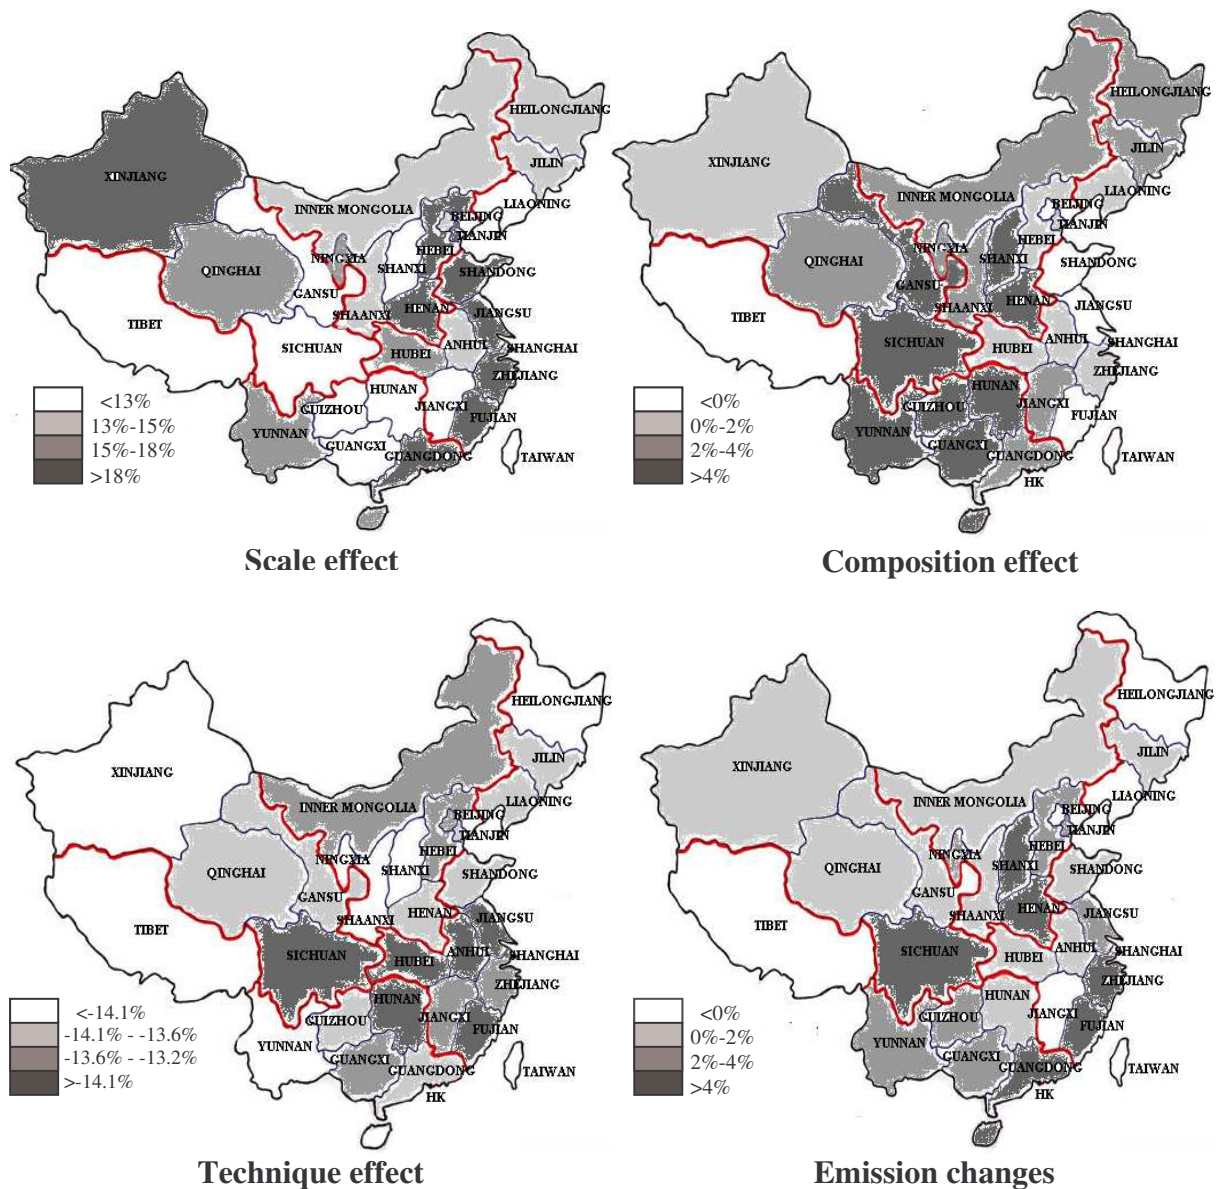 HEILONGJIANG
XINJIANG
JILIN
LIAONING
INNER MONGOLIA
BEIJING
TIANJIN
HEBEI
NINGXIA
SHANXI
QINGHAI
SHANDONG
GANSU
HENAN
SHAANXI
JIANGSU
TIBET
SICHUAN
ANHUI
SHANGHAI
HUBEI
ZHEJIANG
HUNAN
GUIZHOU
JIANGXI
FUJIAN
YUNNAN
GUANGXI
GUANGDONG
TAIWAN
<13%
13%-15%
15%-18%
>18%
Scale effect
HEILONGJIANG
JILIN
XINJIANG
LIAONING
INNER MONGOLIA
BEIJING
TIANJIN
HEBEI
NINGXIA
SHANXI
QINGHAI
SHANDONG
GANSU
HENAN
SHAANXI
JIANGSU
TIBET
SICHUAN
ANHUI
SHANGHAI
HUBEI
ZHEJIANG
HUNAN
GUIZHOU
JIANGXI
FUJIAN
YUNNAN
GUANGXI
GUANGDONG
TAIWAN
HK
<0%
0%-2%
2%-4%
>4%
Composition effect
HEILONGJIANG
JILIN
XINJIANG
LIAONING
INNER MONGOLIA
BEIJING
TIANJIN
HEBEI
NINGXIA
SHANXI
QINGHAI
SHANDONG
GANSU
HENAN
SHAANXI
JIANGSU
TIBET
SICHUAN
ANHUI
SHANGHAI
HUBEI
ZHEJIANG
HUNAN
GUIZHOU
JIANGXI
FUJIAN
YUNNAN
GUANGXI
GUANGDONG
TAIWAN
HK
<-14.1%
-14.1% - -13.6%
-13.6% - -13.2%
>-14.1%
Technique effect
HEILONGJIANG
JILIN
XINJIANG
LIAONING
INNER MONGOLIA
BEIJING
TIANJIN
HEBEI
NINGXIA
SHANXI
QINGHAI
SHANDONG
GANSU
HENAN
SHAANXI
JIANGSU
TIBET
SICHUAN
ANHUI
SHANGHAI
HUBEI
ZHEJIANG
HUNAN
GUIZHOU
JIANGXI
FUJIAN
YUNNAN
GUANGXI
GUANGDONG
TAIWAN
HK
<0%
0%-2%
2%-4%
>4%
Emission changes